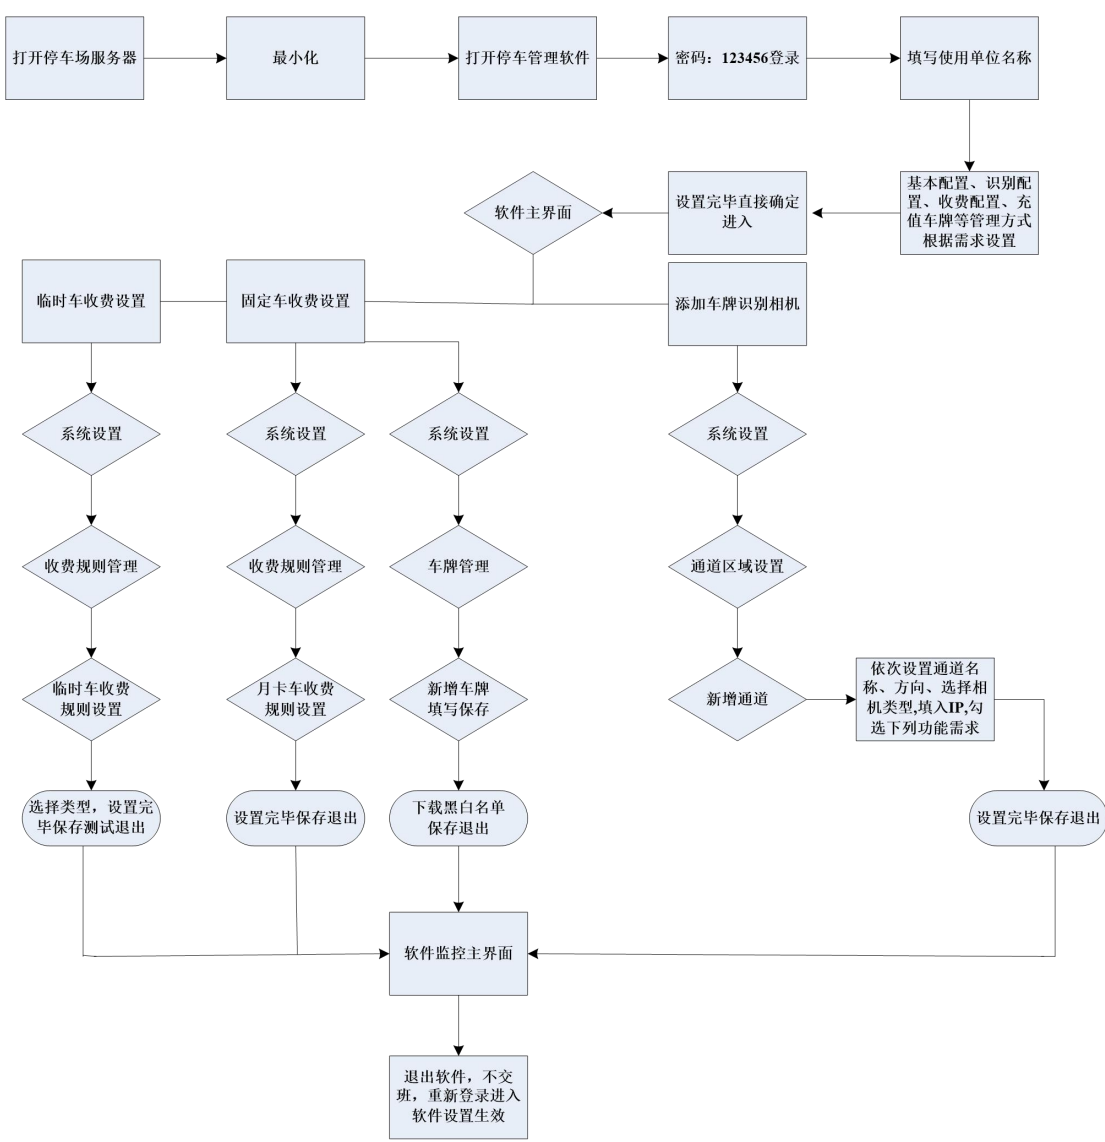 打开停车场服务器
最小化
打开停车管理软件
密码：123456登录
填写使用单位名称
基本配置、识别配
置、收费配置、充
值车牌等管理方式
根据需求设置
设置完毕直接确定
进入
软件主界面
临时车收费设置
固定车收费设置
添加车牌识别相机
系统设置
系统设置
系统设置
系统设置
收费规则管理
收费规则管理
车牌管理
通道区域设置
临时车收费
规则设置
月卡车收费
规则设置
新增车牌
填写保存
新增通道
依次设置通道名
称、方向、选择相
机类型,填入IP,勾
选下列功能需求
选择类型，设置完
毕保存测试退出
设置完毕保存退出
下载黑白名单
保存退出
设置完毕保存退出
软件监控主界面
退出软件，不交
班，重新登录进入
软件设置生效